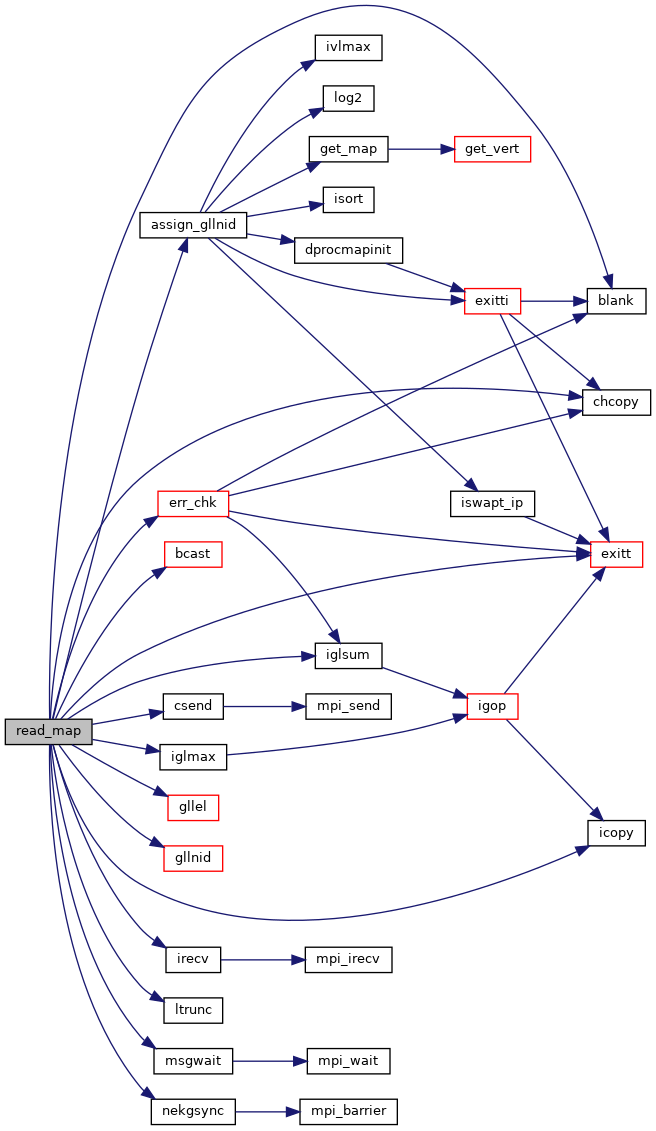 ivlmax
log2
get_map
get_vert
isort
assign_gllnid
dprocmapinit
exitti
blank
chcopy
err_chk
iswapt_ip
bcast
exitt
iglsum
csend
mpi_send
igop
read_map
iglmax
gllel
icopy
gllnid
irecv
mpi_irecv
ltrunc
msgwait
mpi_wait
nekgsync
mpi_barrier